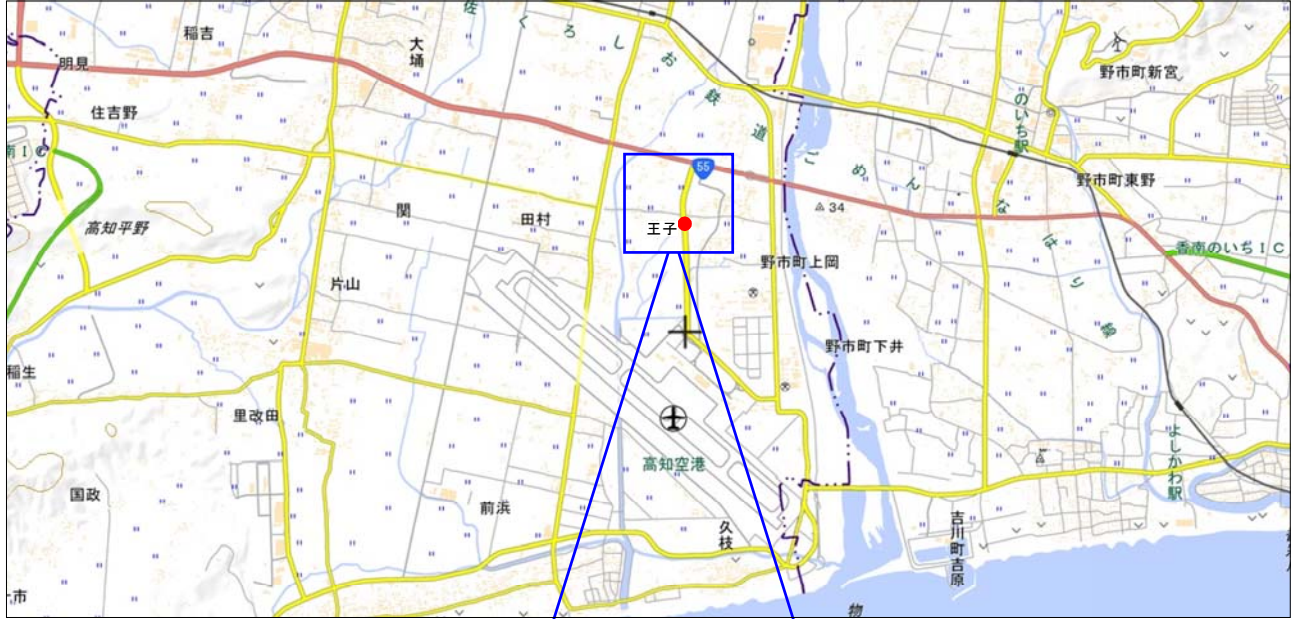 佐
くろしお鉄道ごめんなはり線
稲吉
大埇
明見
住吉野
南IC
高知平野
関
田村
片山
稲生
里改田
国政
前浜
55
王子
34
野市町上岡
野市町下井
野市町新宮
のいち駅
野市町東野
香南のいちIC
高知空港
久枝
吉川町吉原
よしかわ駅
物
市